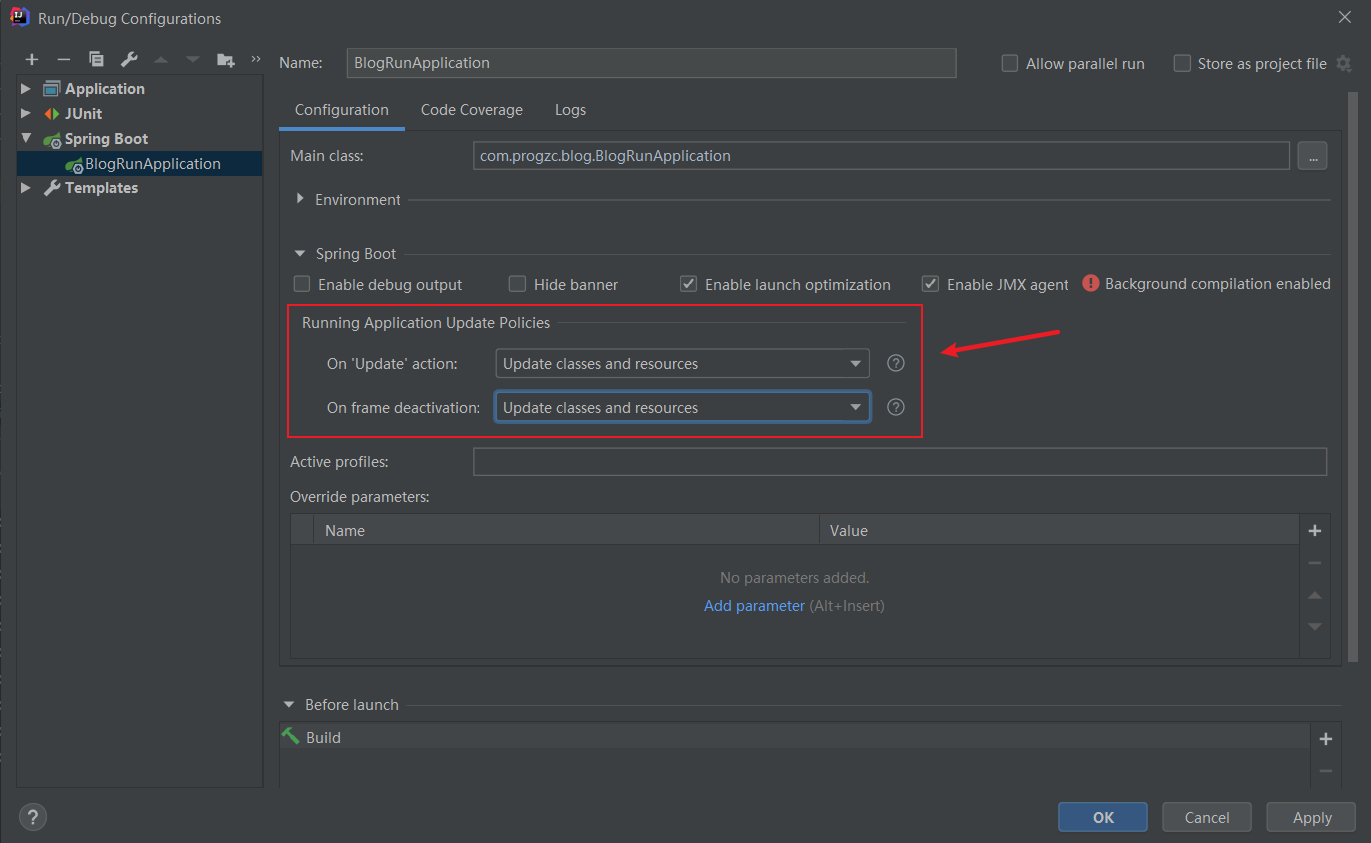 Run/Debug Configurations
Name: BlogRunApplication Allow parallel run Store as project file
Application
JUnit
Spring Boot
BlogRunApplication
Templates
Configuration Code Coverage Logs
Main class: com.progzc.blog.BlogRunApplication ...
Environment
Spring Boot
Enable debug output Hide banner Enable launch optimization Enable JMX agent Background compilation enabled
Running Application Update Policies
On 'Update' action: Update classes and resources ?
On frame deactivation: Update classes and resources ?
Active profiles:
Override parameters:
Name Value
No parameters added.
Add parameter (Alt+Insert)
Before launch
Build
? OK Cancel Apply